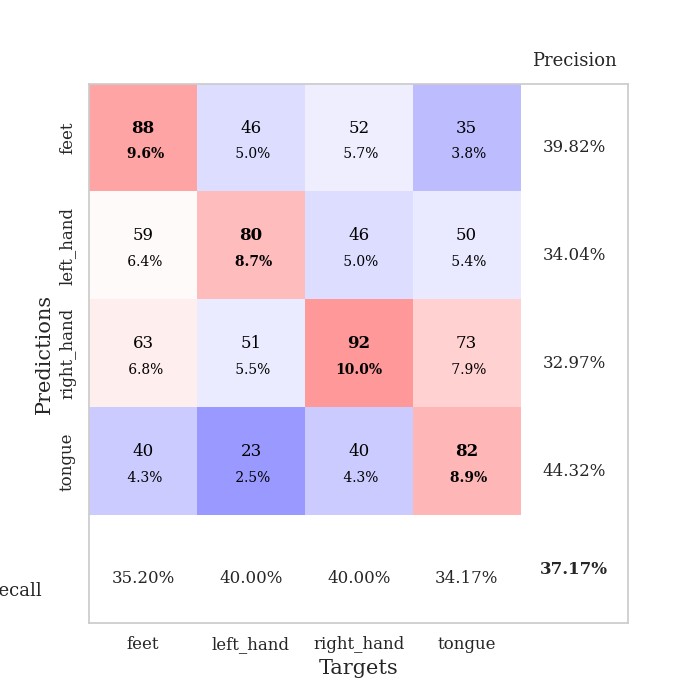 Precision
feet
88 46 52 35 39.82%
9.6% 5.0% 5.7% 3.8%
left_hand
59 80 46 50 34.04%
6.4% 8.7% 5.0% 5.4%
Predictions
right_hand
63 51 92 73 32.97%
6.8% 5.5% 10.0% 7.9%
tongue
40 23 40 82 44.32%
4.3% 2.5% 4.3% 8.9%
ecall
35.20% 40.00% 40.00% 34.17% 37.17%
feet left_hand right_hand tongue
Targets